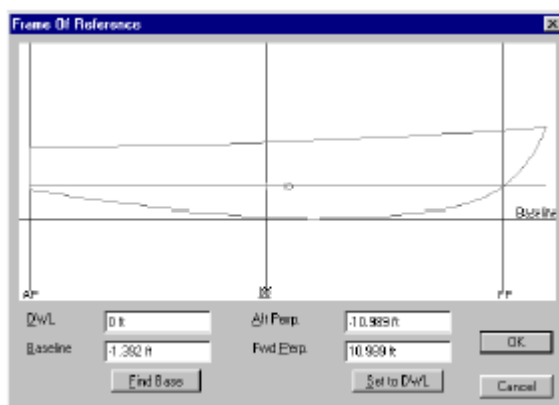 Frame Of Reference
Baseline
AP
FP
DWL 0 ft Aft Perp. -10.989 ft
Baseline -1.392 ft Fwd Perp. 10.989 ft
OK
Find Base Set to DWL Cancel